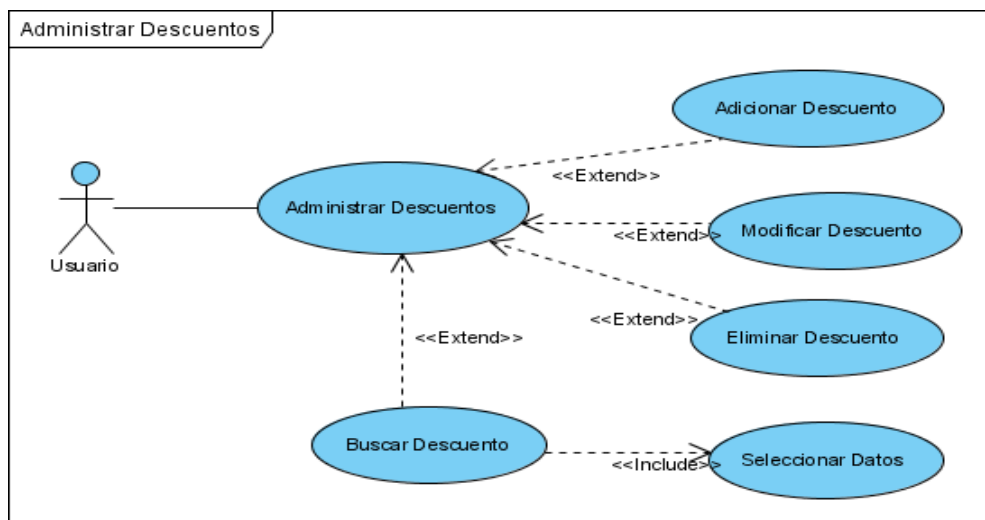 Administrar Descuentos
Adicionar Descuento
<<Extend>>
Administrar Descuentos
Modificar Descuento
<<Extend>>
Usuario
<<Extend>>
Eliminar Descuento
<<Extend>>
Buscar Descuento
Seleccionar Datos
<<Include>>